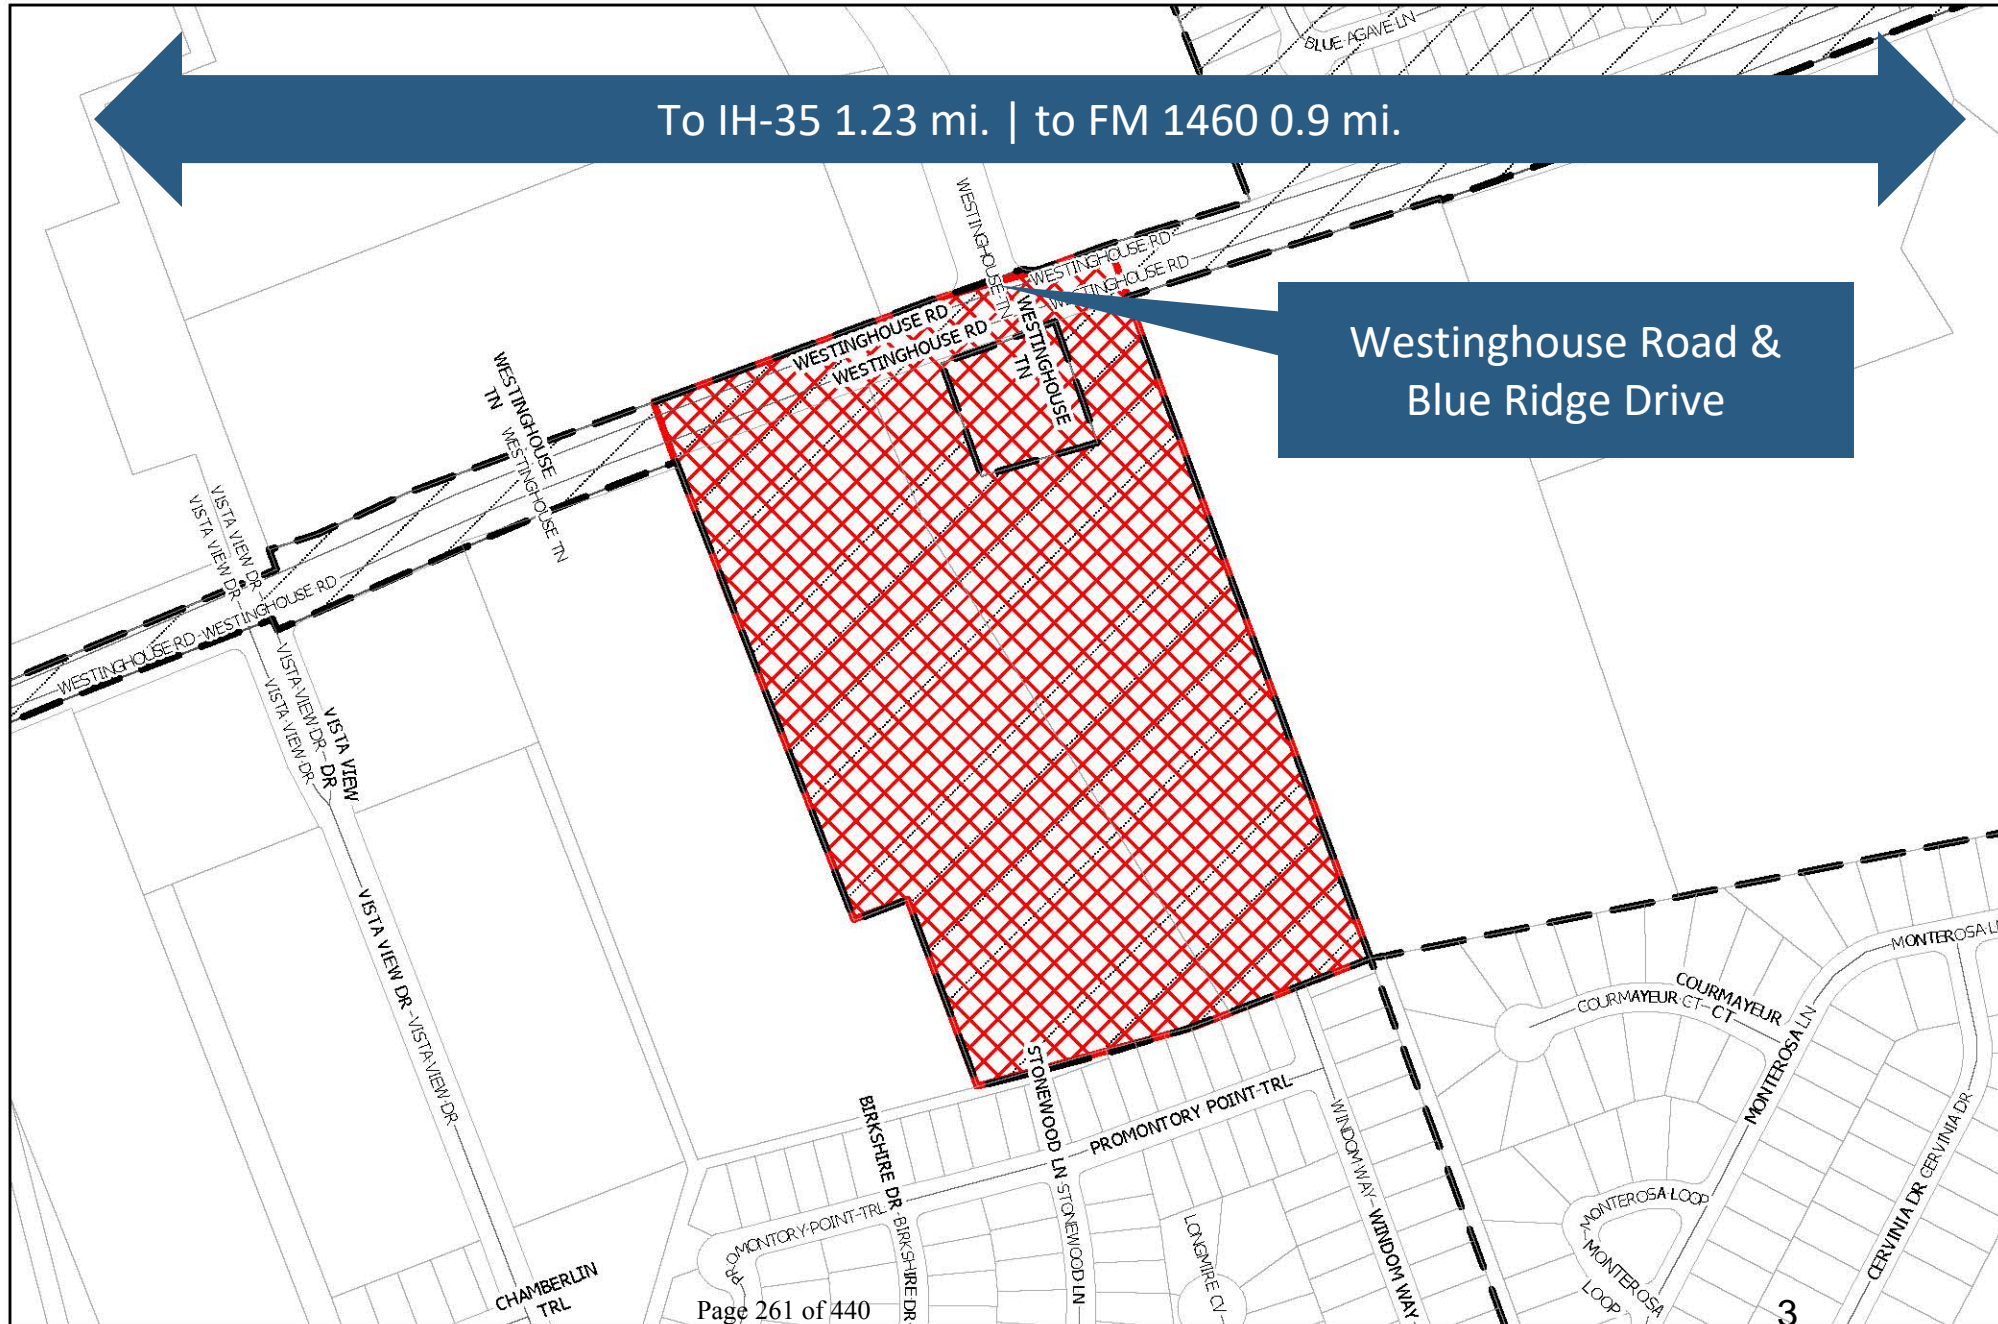 BLUE AGAVE LN
To IH-35 1.23 mi. | to FM 1460 0.9 mi.
WESTINGHOUSE TN
WESTINGHOUSE RD
WESTINGHOUSE RD
WESTINGHOUSE
TN
WESTINGHOUSE RD
WESTINGHOUSE RD
Westinghouse Road &
Blue Ridge Drive
WESTINGHOUSE
TN
WESTINGHOUSE TN
VISTA VIEW DR
VISTA VIEW DR
WESTINGHOUSE RD
WESTINGHOUSE RD
VISTA VIEW DR
VISTA VIEW DR
VISTA VIEW
DR
VISTA VIEW DR
VISTA VIEW DR
MONTEROSA LN
COURMAYEUR
CT
COURMAYEUR CT
MONTEROSA LN
STONEWOOD LN
STONEWOOD LN
PROMONTORY POINT TRL
BIRKSHIRE DR
BIRKSHIRE DR
WINDOM WAY
WINDOM WAY
CERVINIA DR
CERVINIA DR
MONTEROSA LOOP
MONTEROSA
LOOP
PROMONTORY POINT TRL
LONGMIRE CV
CHAMBERLIN
TRL
Page 261 of 440
3